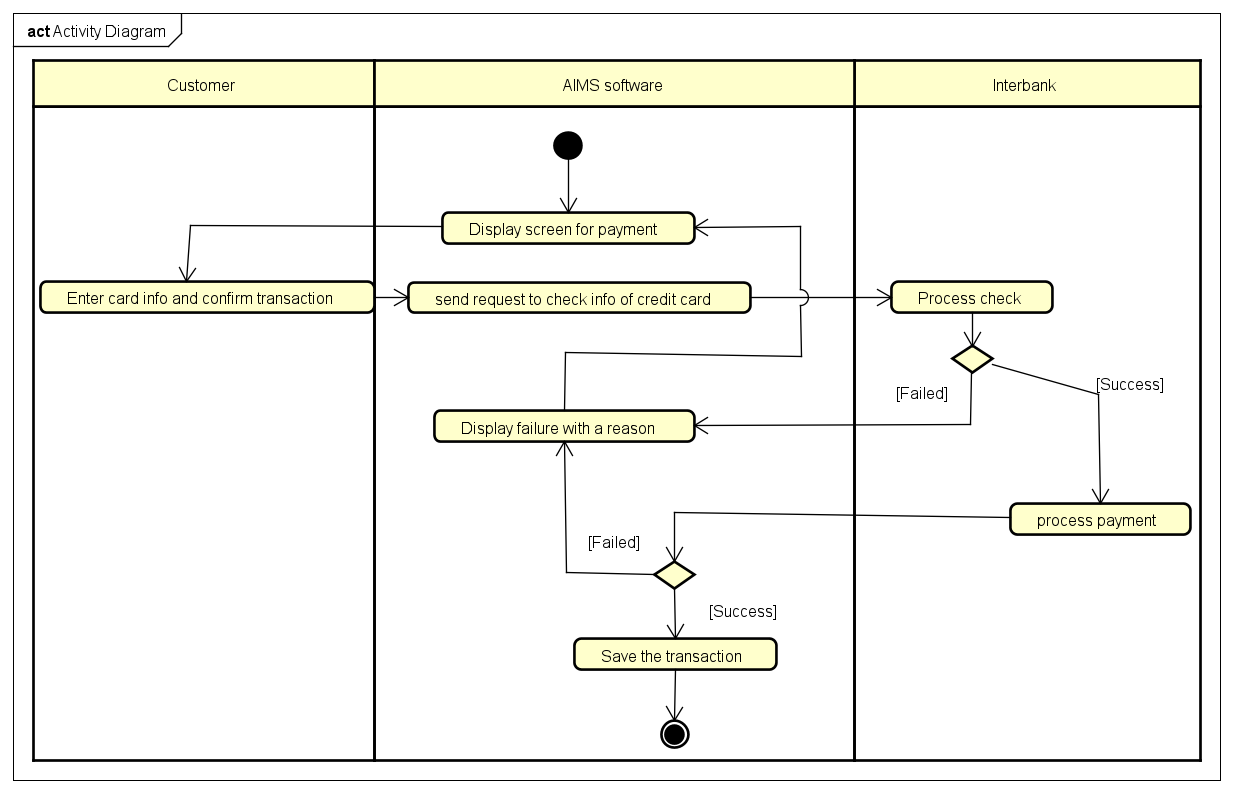 act Activity Diagram
Customer
AIMS software
Interbank
Display screen for payment
Enter card info and confirm transaction
send request to check info of credit card
Process check
[Failed]
[Success]
Display failure with a reason
process payment
[Failed]
[Success]
Save the transaction